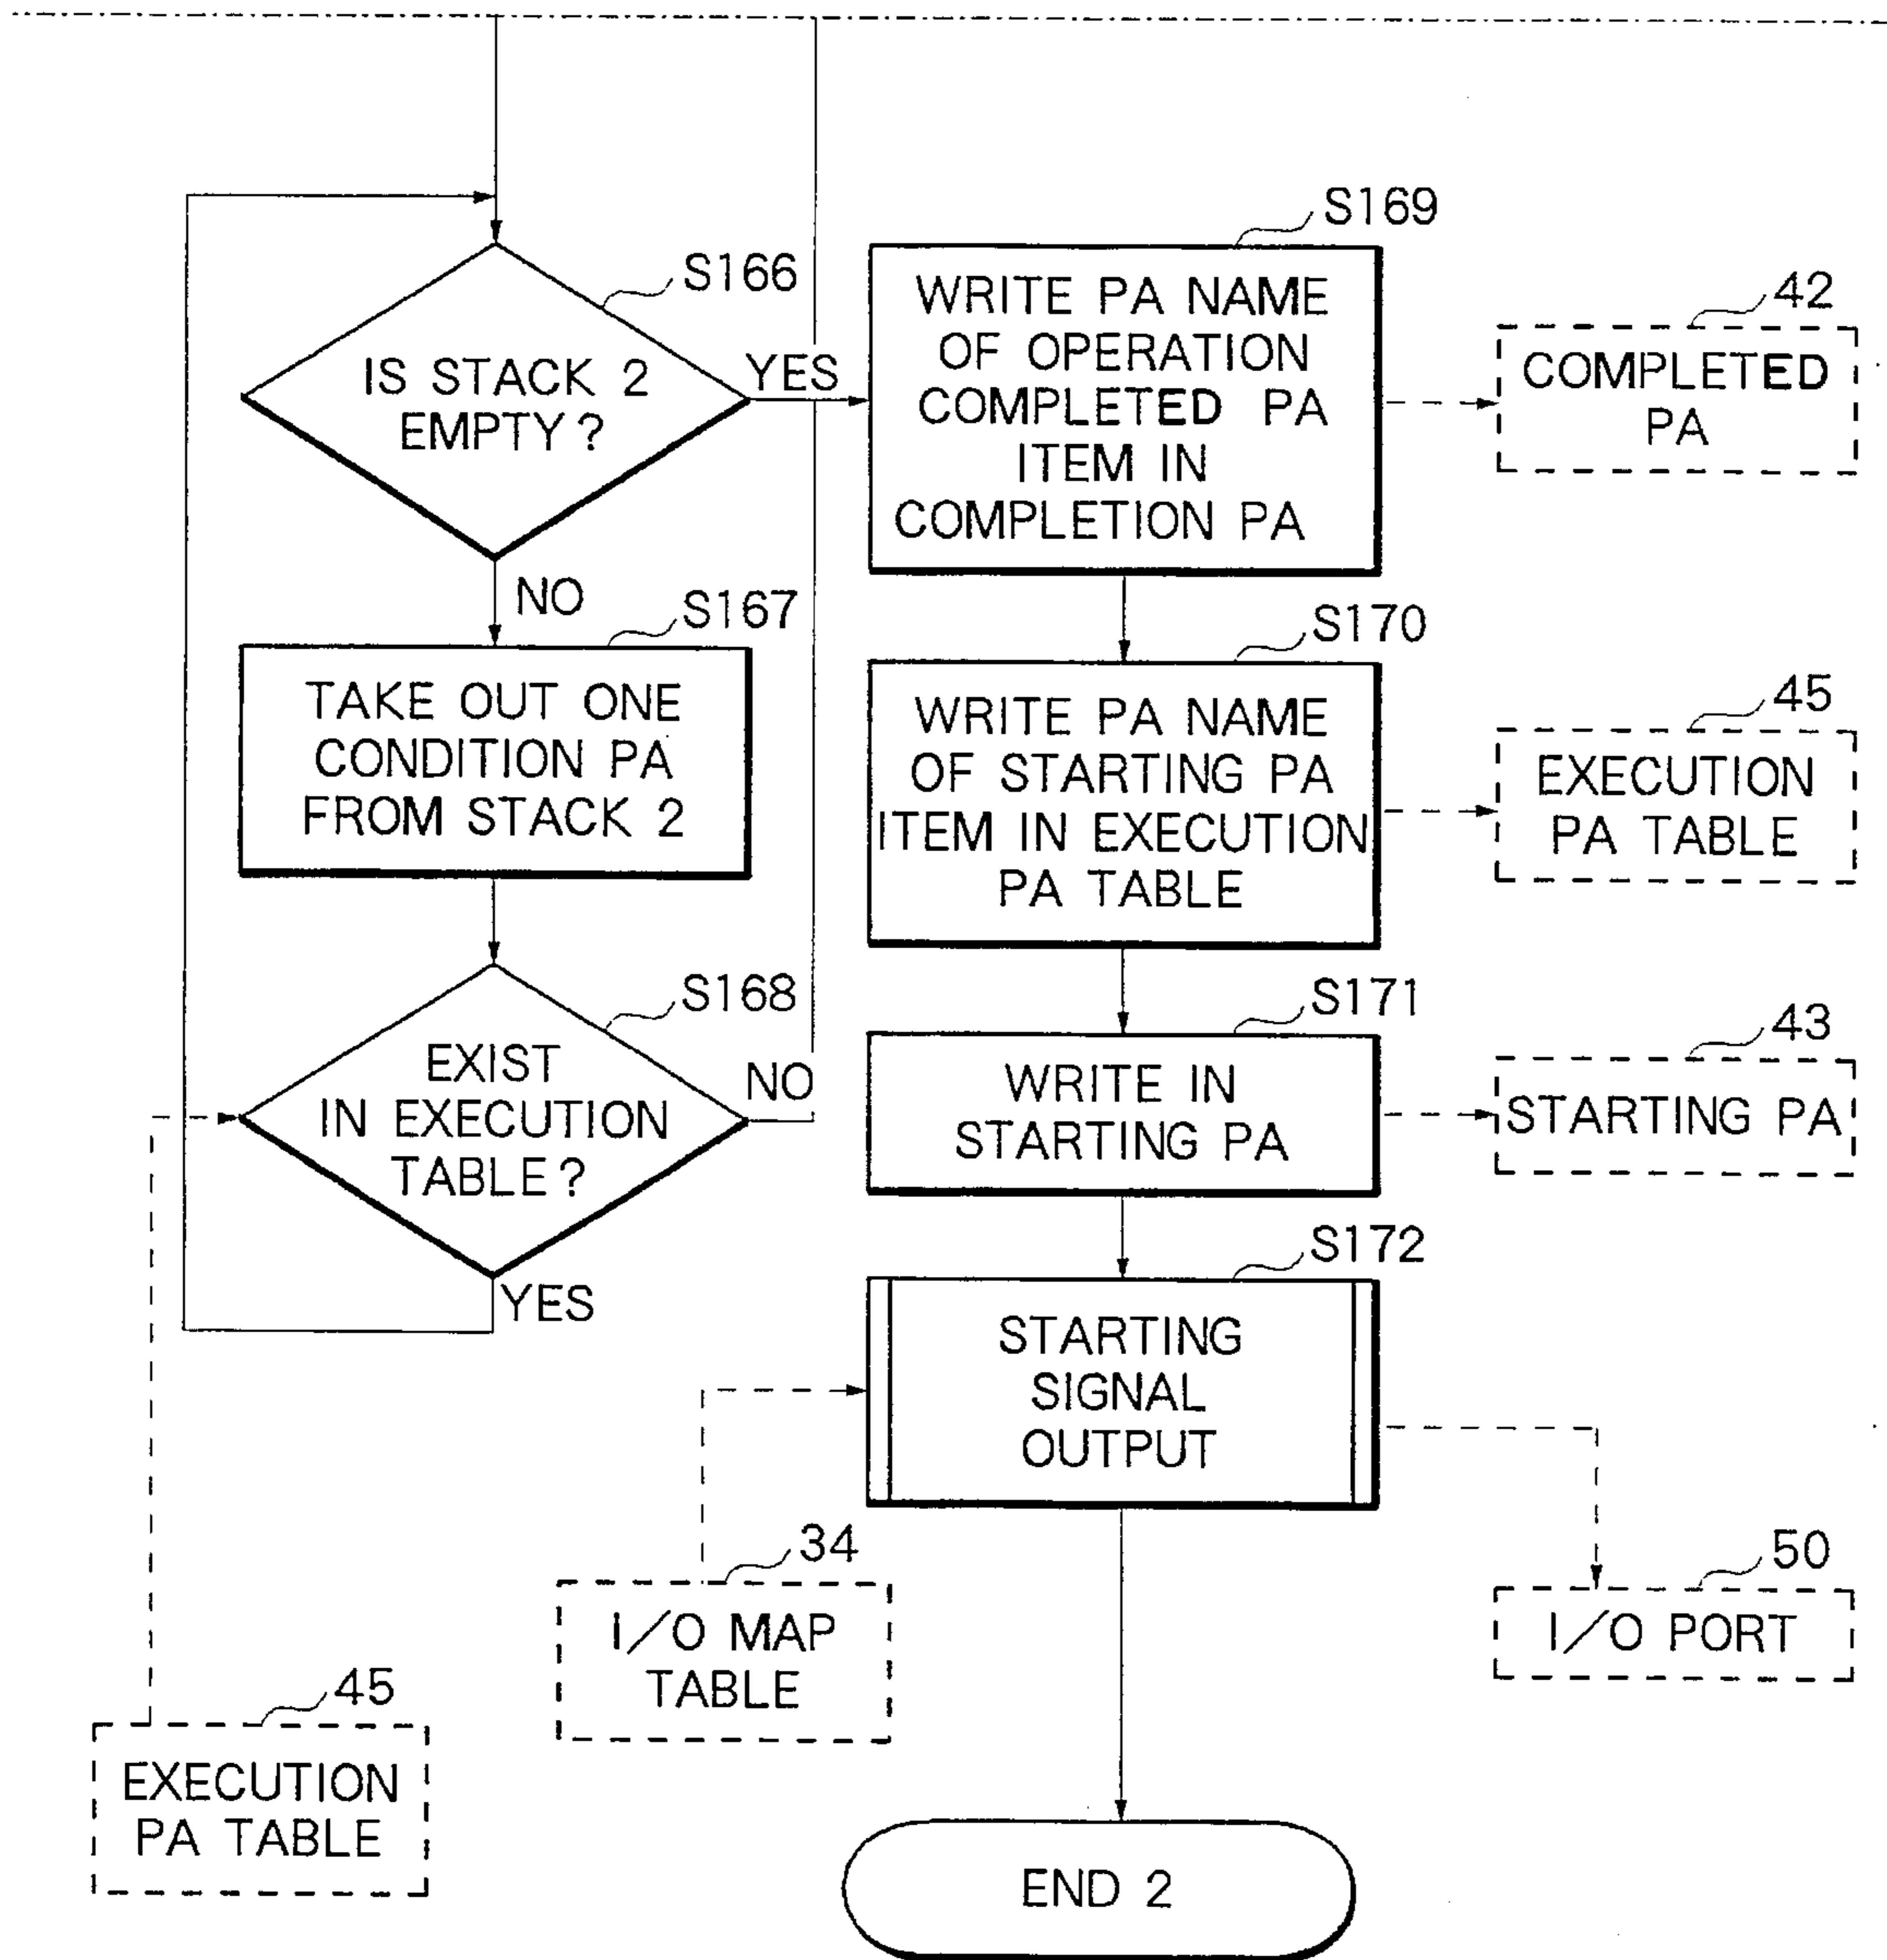 S166
IS STACK 2
EMPTY?
YES
NO
S167
TAKE OUT ONE
CONDITION PA
FROM STACK 2
S168
EXIST
IN EXECUTION
TABLE?
NO
YES
45
EXECUTION
PA TABLE
S169
WRITE PA NAME
OF OPERATION
COMPLETED PA
ITEM IN
COMPLETION PA
42
COMPLETED
PA
S170
WRITE PA NAME
OF STARTING PA
ITEM IN EXECUTION
PA TABLE
45
EXECUTION
PA TABLE
S171
WRITE IN
STARTING PA
43
STARTING PA
S172
STARTING
SIGNAL
OUTPUT
34
I/O MAP
TABLE
50
I/O PORT
END 2